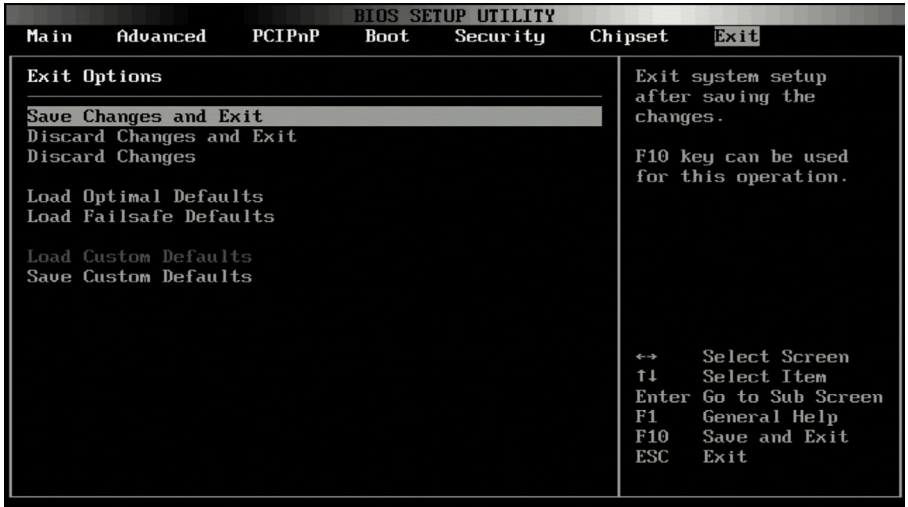 BIOS SETUP UTILITY
Main Advanced PCIPnP Boot Security Chipset Exit
Exit Options
Save Changes and Exit
Discard Changes and Exit
Discard Changes
Load Optimal Defaults
Load Failsafe Defaults
Load Custom Defaults
Save Custom Defaults
Exit system setup
after saving the
changes.
F10 key can be used
for this operation.
↔ Select Screen
↑↓ Select Item
Enter Go to Sub Screen
F1 General Help
F10 Save and Exit
ESC Exit